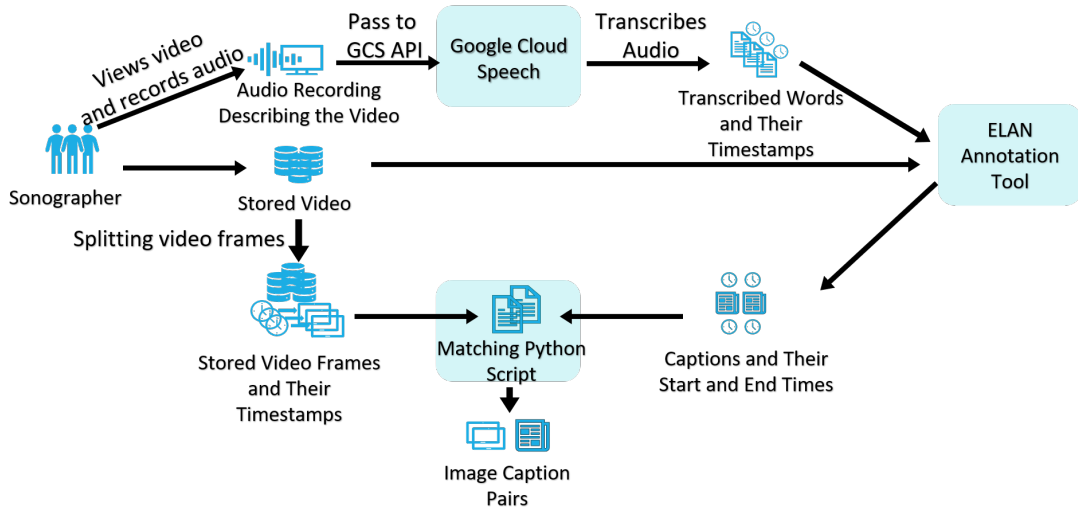 Views video
and records audio
Pass to
GCS API
Google Cloud
Speech
Transcribes
Audio
Audio Recording
Describing the Video
Transcribed Words
and Their
Timestamps
ELAN
Annotation
Tool
Sonographer
Stored Video
Splitting video frames
Stored Video Frames
and Their
Timestamps
Matching Python
Script
Captions and Their
Start and End Times
Image Caption
Pairs